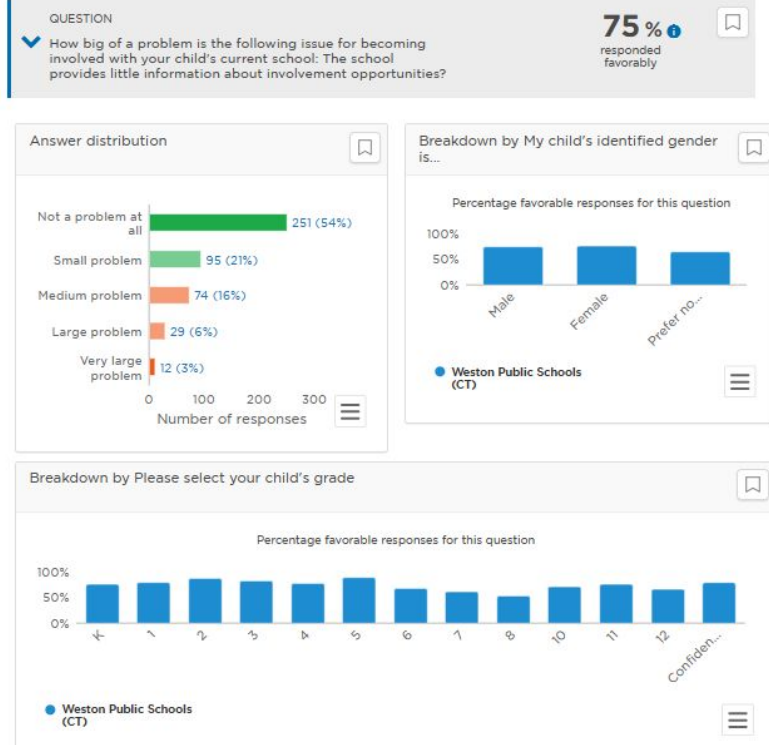 QUESTION
How big of a problem is the following issue for becoming
involved with your child's current school: The school
provides little information about involvement opportunities?
75%
responded
favorably
Answer distribution
Not a problem at
all
251 (54%)
Small problem
95 (21%)
Medium problem
74 (16%)
Large problem
29 (6%)
Very large
problem
12 (3%)
0 100 200 300
Number of responses
Breakdown by My child's identified gender
is...
Percentage favorable responses for this question
100%
50%
0%
Male
Female
Prefer no...
Weston Public Schools
(CT)
Breakdown by Please select your child's grade
Percentage favorable responses for this question
100%
50%
0%
K 1 2 3 4 5 6 7 8 10 11 12 Confiden...
Weston Public Schools
(CT)